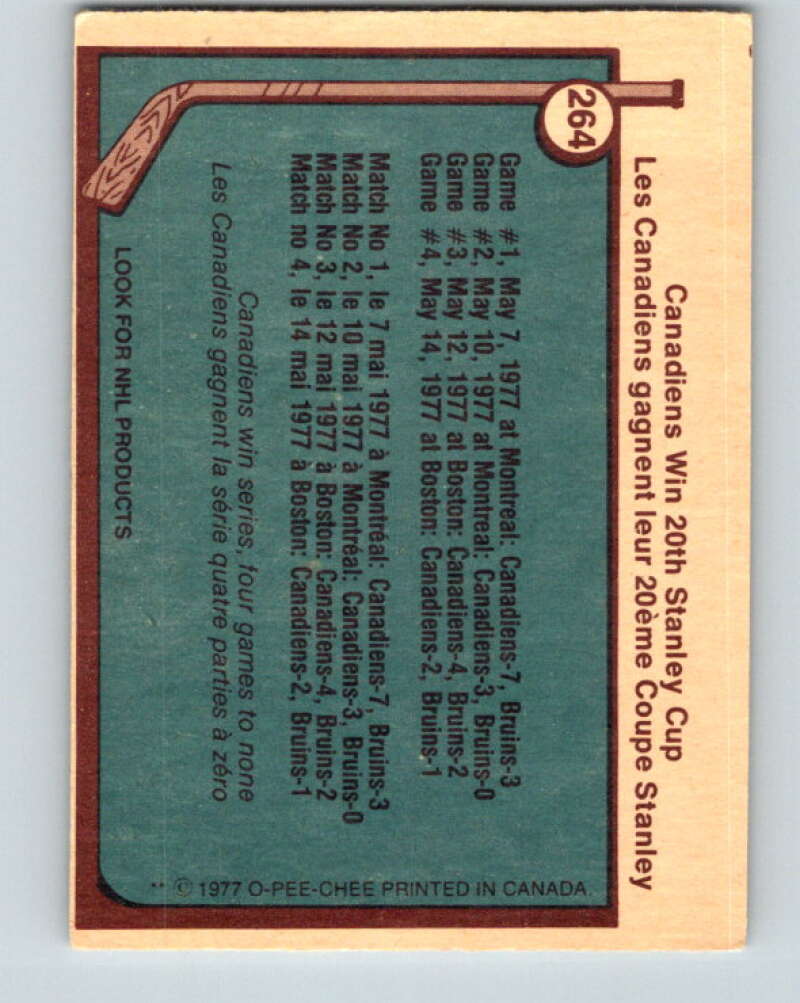 Canadiens Win 20th Stanley Cup
Les Canadiens gagnent leur 20ème Coupe Stanley
264
Game #1, May 7, 1977 at Montreal: Canadiens-7, Bruins-3
Game #2, May 10, 1977 at Montreal: Canadiens-3, Bruins-0
Game #3, May 12, 1977 at Boston: Canadiens-4, Bruins-2
Game #4, May 14, 1977 at Boston: Canadiens-2, Bruins-1
Match No 1, le 7 mai 1977 à Montréal: Canadiens-7, Bruins-3
Match No 2, le 10 mai 1977 à Montréal: Canadiens-3, Bruins-0
Match No 3, le 12 mai 1977 à Boston: Canadiens-4, Bruins-2
Match no 4, le 14 mai 1977 à Boston: Canadiens-2, Bruins-1
Canadiens win series, four games to none
Les Canadiens gagnent la série quatre parties à zéro
LOOK FOR NHL PRODUCTS
** © 1977 O-PEE-CHEE PRINTED IN CANADA.